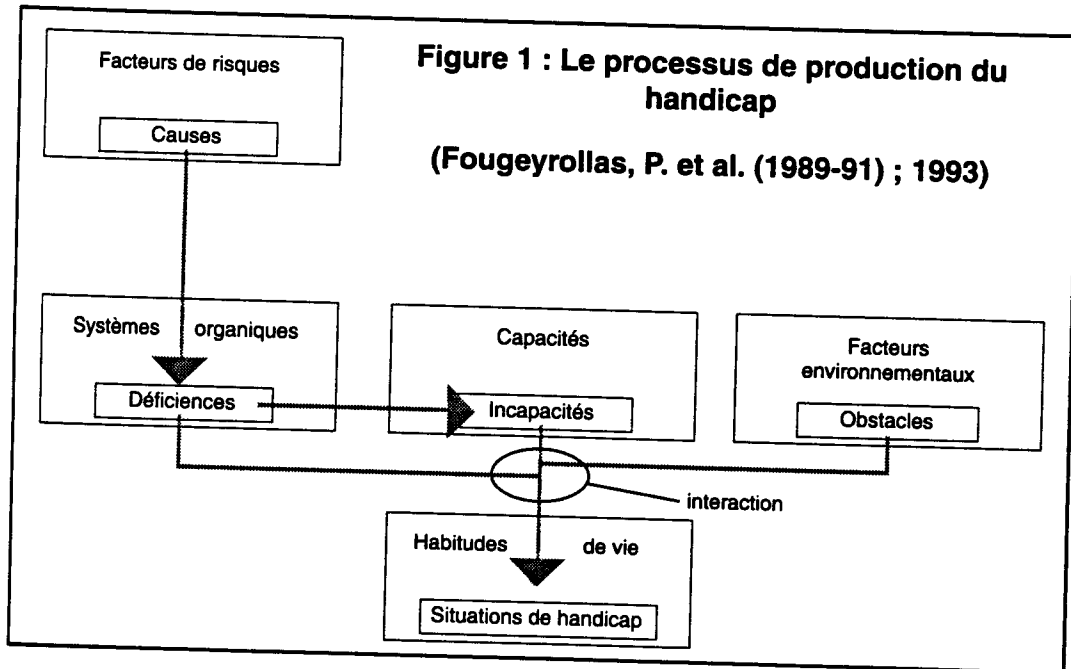 Figure 1 : Le processus de production du
handicap
(Fougeyrollas, P. et al. (1989-91) ; 1993)
Facteurs de risques
Causes
Systèmes organiques
Déficiences
Capacités
Incapacités
Facteurs
environnementaux
Obstacles
interaction
Habitudes de vie
Situations de handicap